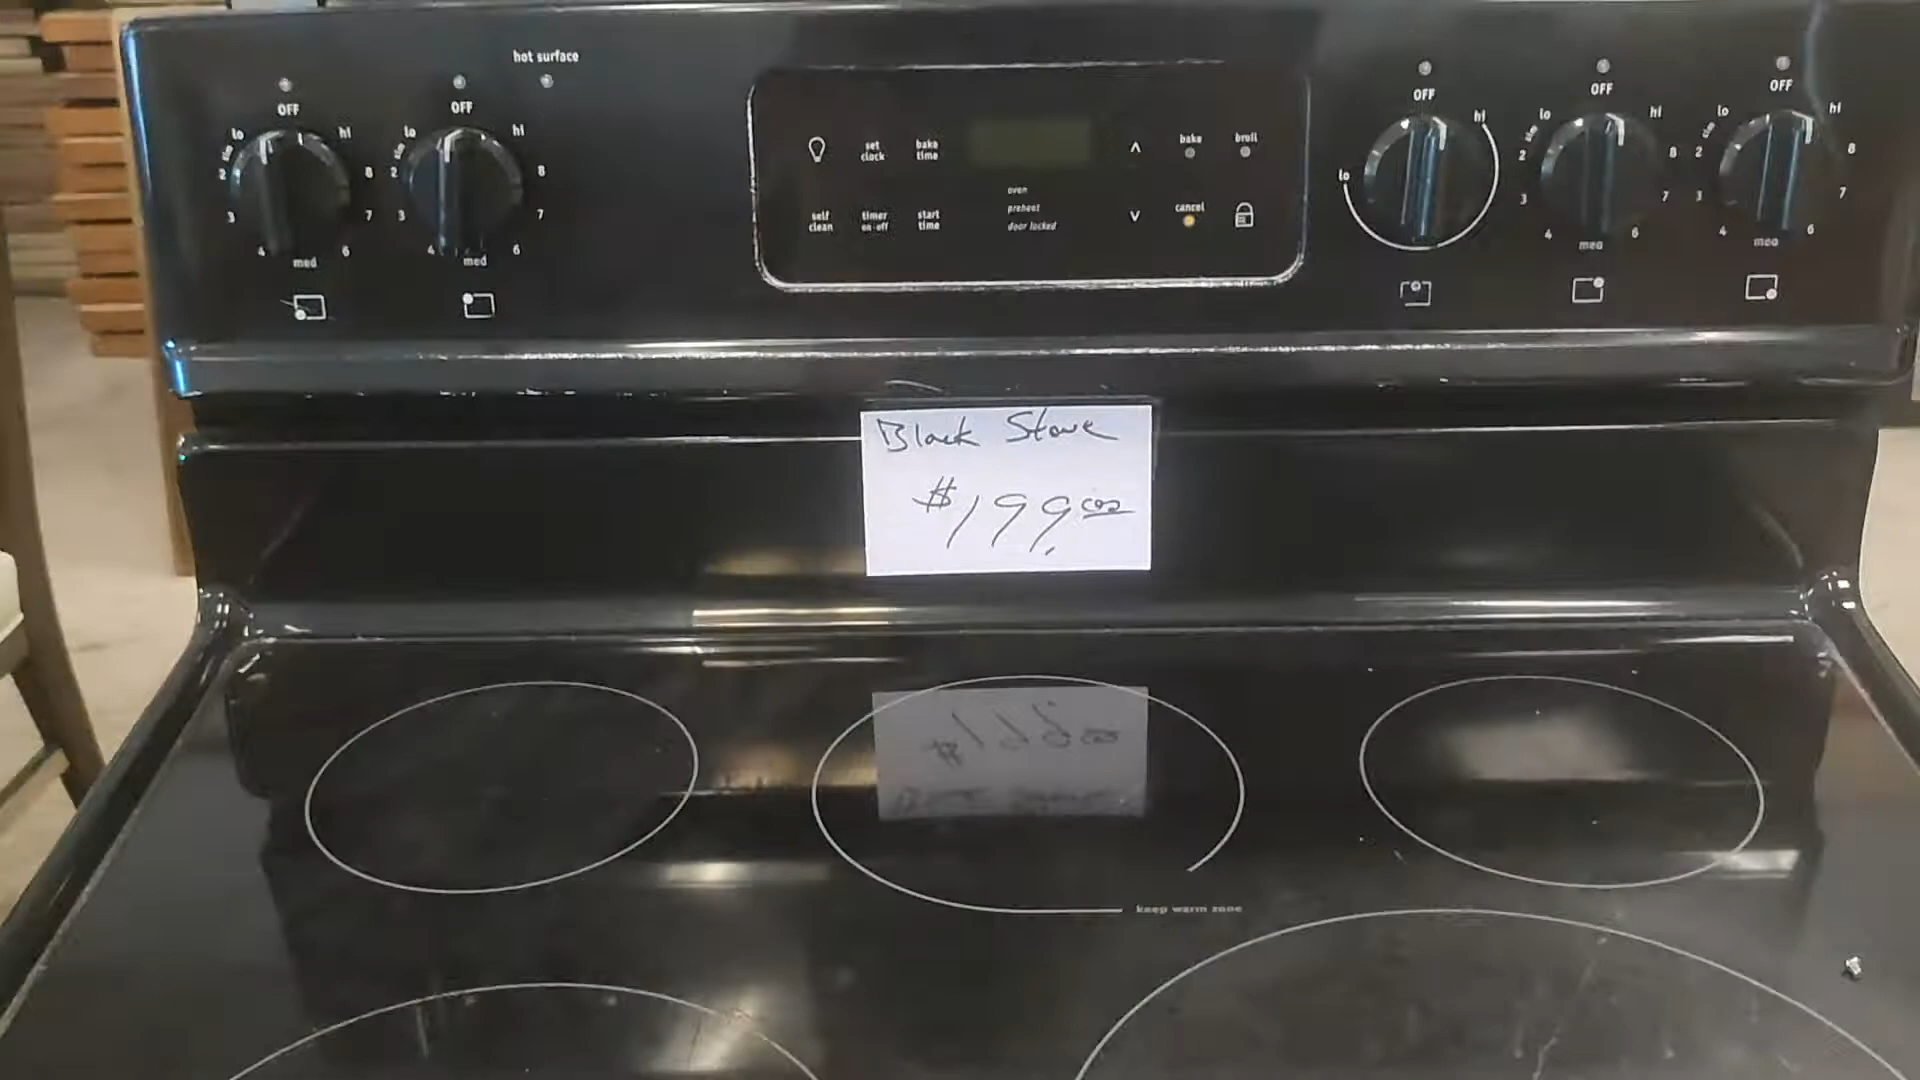 hot surface
OFF
lo
hi
sim
2
8
3
7
4
6
med
OFF
lo
hi
sim
2
8
3
7
4
6
med
set clock
bake time
self clean
timer on-off
start time
oven
preheat
door locked
bake
broil
cancel
OFF
hi
lo
OFF
lo
hi
sim
2
8
3
7
4
6
med
OFF
lo
hi
sim
2
8
3
7
4
6
med
Black Stove
$199.00
keep warm zone